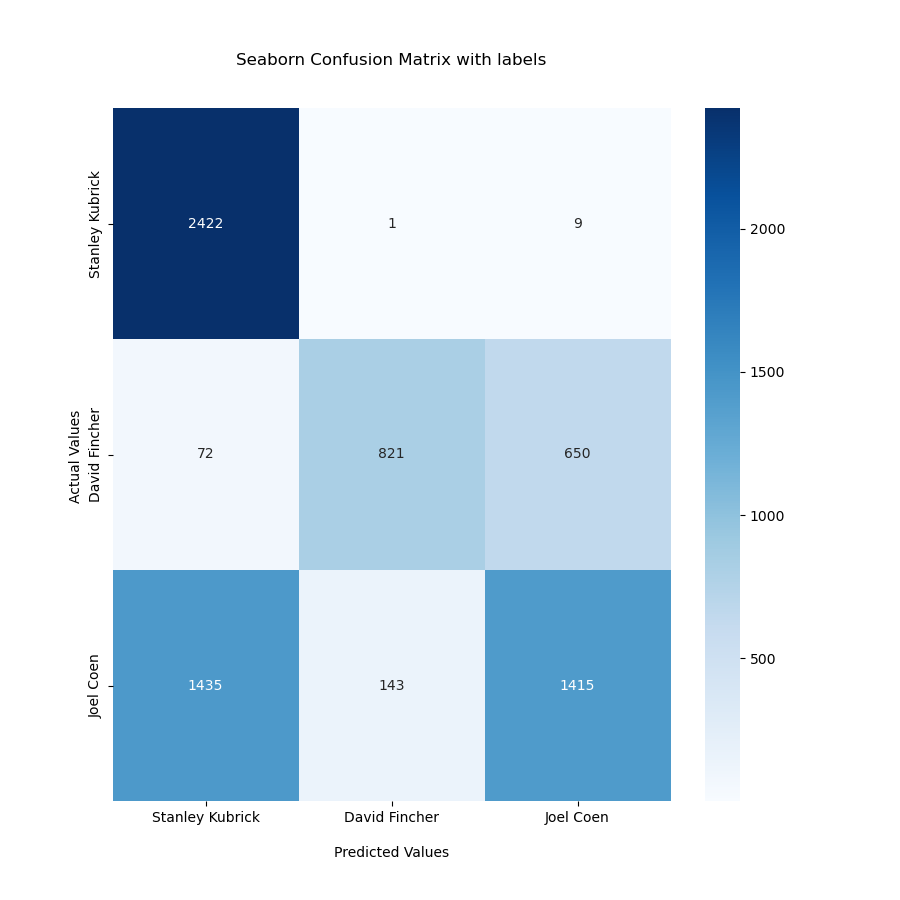 Seaborn Confusion Matrix with labels
Actual Values
Stanley Kubrick
2422
1
9
David Fincher
72
821
650
Joel Coen
1435
143
1415
Stanley Kubrick
David Fincher
Joel Coen
Predicted Values
2000
1500
1000
500